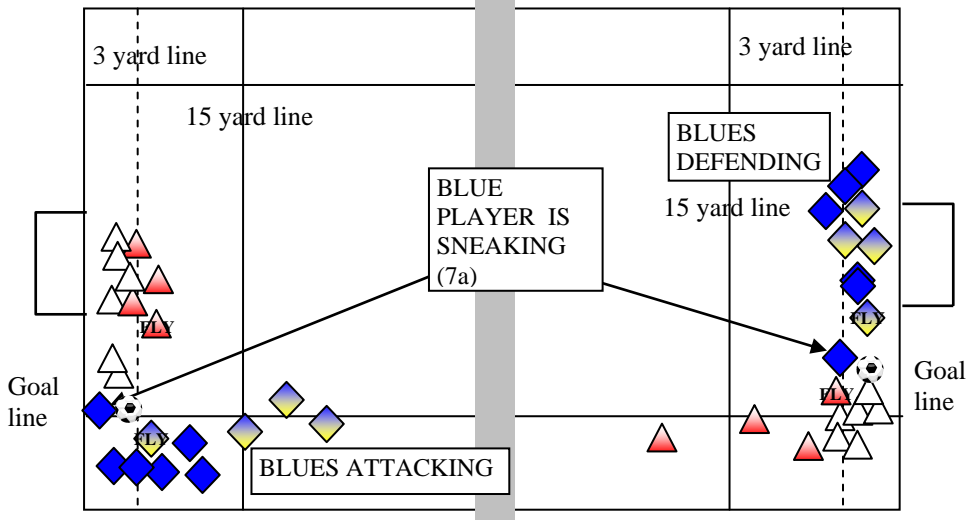 3 yard line
3 yard line
15 yard line
BLUES
DEFENDING
BLUE
PLAYER IS
SNEAKING
(7a)
15 yard line
FLY
FLY
Goal
line
FLY
Goal
line
FLY
BLUES ATTACKING